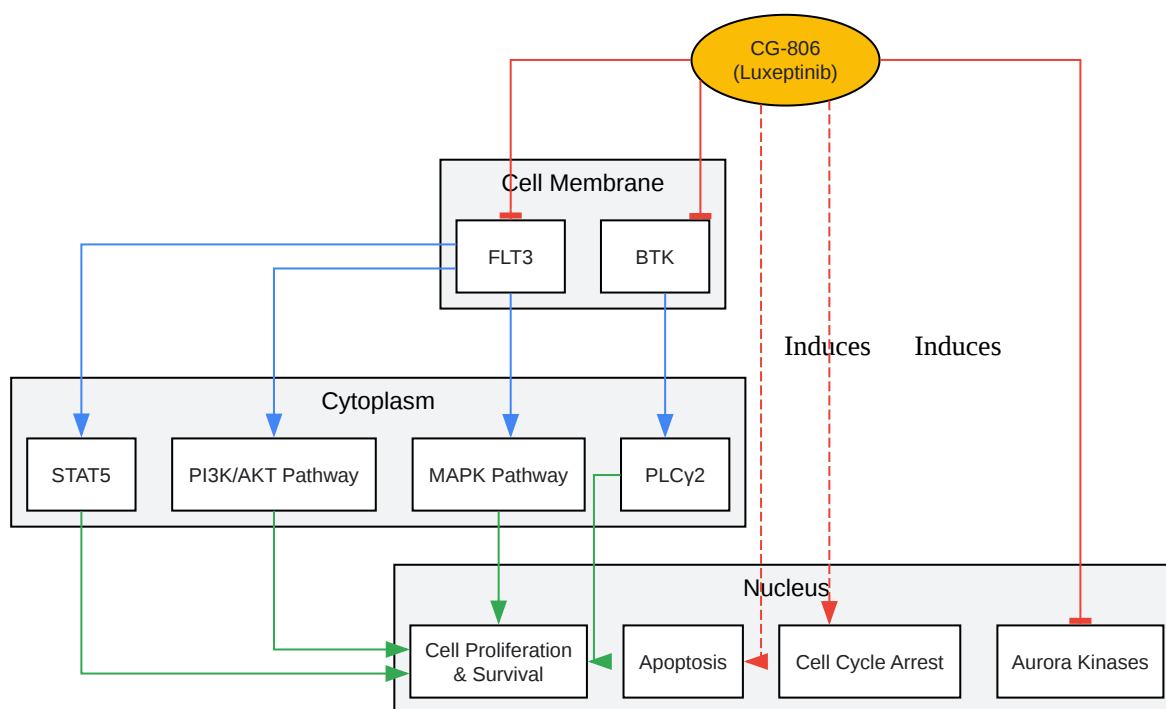 CG-806
(Luxeptinib)
Cell Membrane
FLT3
BTK
Induces
Induces
Cytoplasm
STAT5
PI3K/AKT Pathway
MAPK Pathway
PLCγ2
Nucleus
Cell Proliferation
& Survival
Apoptosis
Cell Cycle Arrest
Aurora Kinases